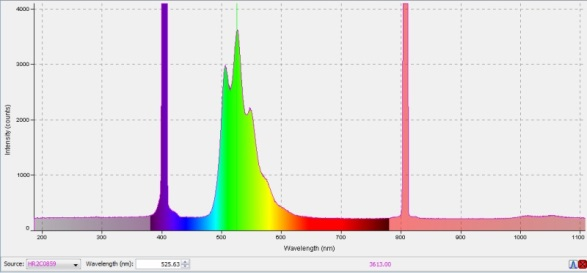 4000
3000
2000
1000
0
Intensity (counts)
200 300 400 500 600 700 800 900 1000 1100
Wavelength (nm)
Source: HR2C0859 Wavelength (nm): 525.63 3613.00 A